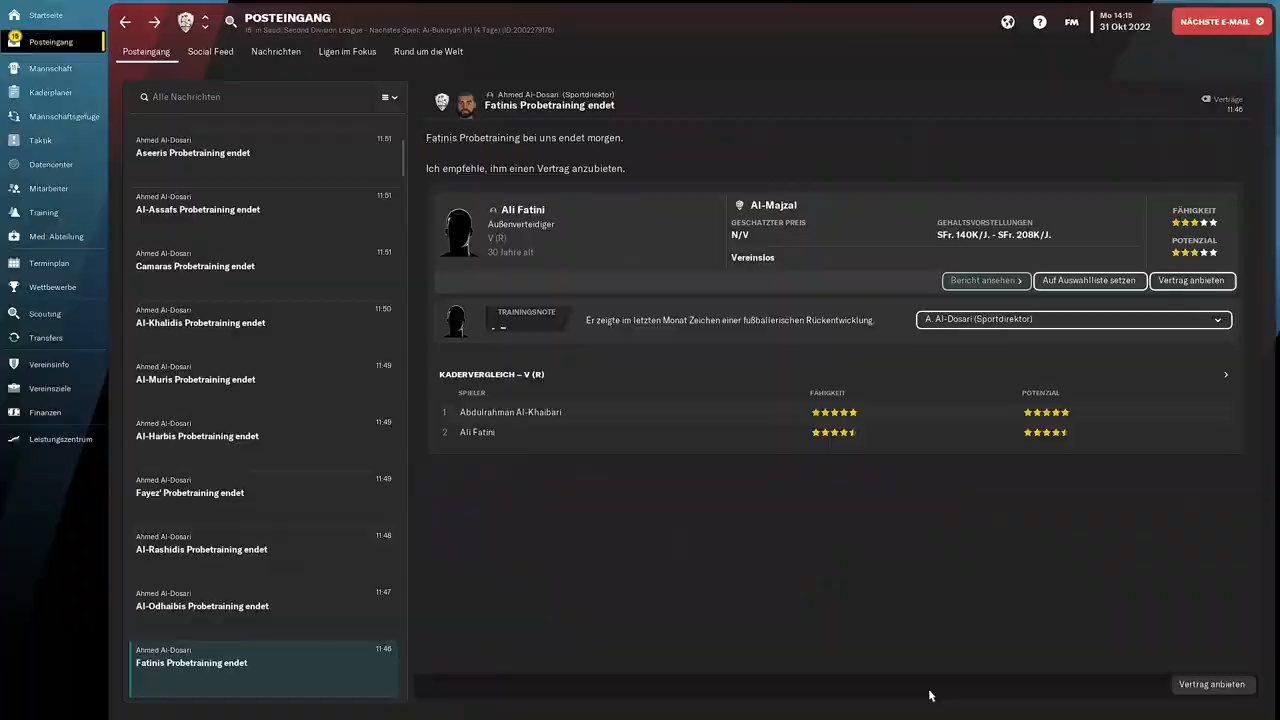 Startseite
Posteingang
Mannschaft
Kaderplaner
Mannschaftsgefüge
Taktik
Datencenter
Mitarbeiter
Training
Med. Abteilung
Terminplan
Wettbewerbe
Scouting
Transfers
Vereinsinfo
Vereinsziele
Finanzen
Leistungszentrum
POSTEINGANG
FM
Mo 14:15
31 Okt 2022
NÄCHSTE E-MAIL
Posteingang
Social Feed
Nachrichten
Ligen im Fokus
Rund um die Welt
Alle Nachrichten
Ahmed Al-Dosari 11:51
Aseeris Probetraining endet
Ahmed Al-Dosari 11:51
Al-Assafs Probetraining endet
Ahmed Al-Dosari 11:51
Camaras Probetraining endet
Ahmed Al-Dosari 11:50
Al-Khalidis Probetraining endet
Ahmed Al-Dosari 11:49
Al-Muris Probetraining endet
Ahmed Al-Dosari 11:49
Al-Harbis Probetraining endet
Ahmed Al-Dosari 11:49
Fayez' Probetraining endet
Ahmed Al-Dosari 11:48
Al-Rashidis Probetraining endet
Ahmed Al-Dosari 11:47
Al-Odhaibis Probetraining endet
Ahmed Al-Dosari 11:46
Fatinis Probetraining endet
Ahmed Al-Dosari (Sportdirektor)
Fatinis Probetraining endet
Verträge
11:46
Fatinis Probetraining bei uns endet morgen.
Ich empfehle, ihm einen Vertrag anzubieten.
Ali Fatini
Außenverteidiger
V (R)
30 Jahre alt
Al-Majzal
GESCHÄTZTER PREIS
N/V
GEHALTSVORSTELLUNGEN
SFr. 140K/J. - SFr. 208K/J.
Vereinslos
FÄHIGKEIT
POTENZIAL
Bericht ansehen >
Auf Auswahlliste setzen
Vertrag anbieten
TRAININGSNOTE
- –
Er zeigte im letzten Monat Zeichen einer fußballerischen Rückentwicklung.
A. Al-Dosari (Sportdirektor)
KADERVERGLEICH – V (R)
SPIELER FÄHIGKEIT POTENZIAL
1 Abdulrahman Al-Khaibari
2 Ali Fatini
Vertrag anbieten